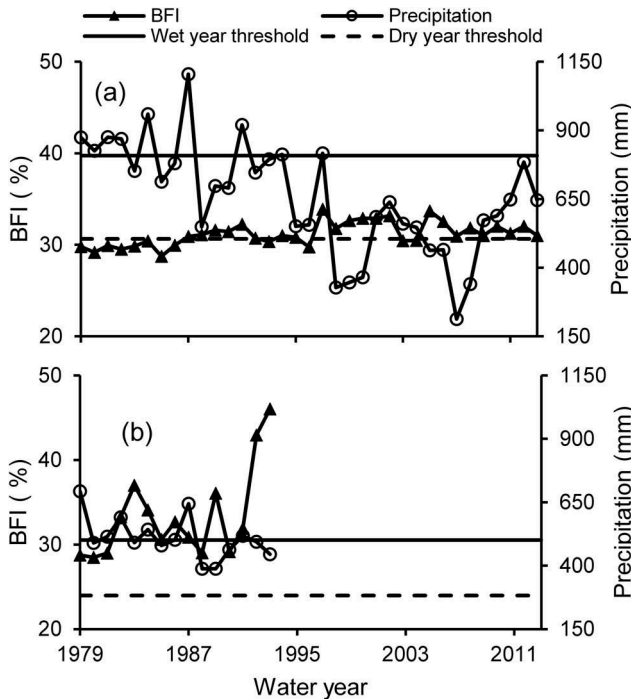 BFI Precipitation
Wet year threshold Dry year threshold
50 1150
(a)
40 900
BFI ( %) Precipitation (mm)
650
30
400
20 150
50 1150
(b) 900
40
BFI ( %) Precipitation (mm)
650
30
400
20 150
1979 1987 1995 2003 2011
Water year